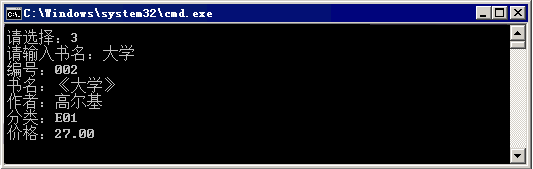 C:\Windows\system32\cmd.exe
请选择：3
请输入书名：大学
编号：002
书名：《大学》
作者：高尔基
分类：E01
价格：27.00